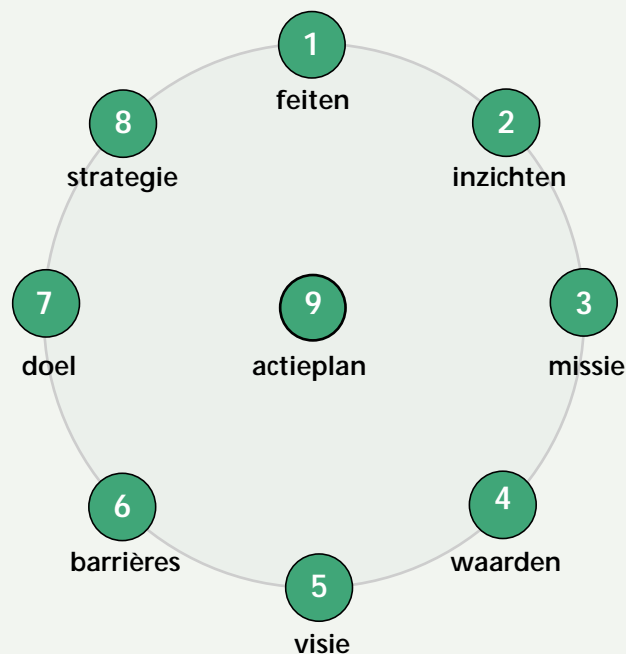 1
feiten
2
inzichten
3
missie
4
waarden
5
visie
6
barrières
7
doel
8
strategie
9
actieplan